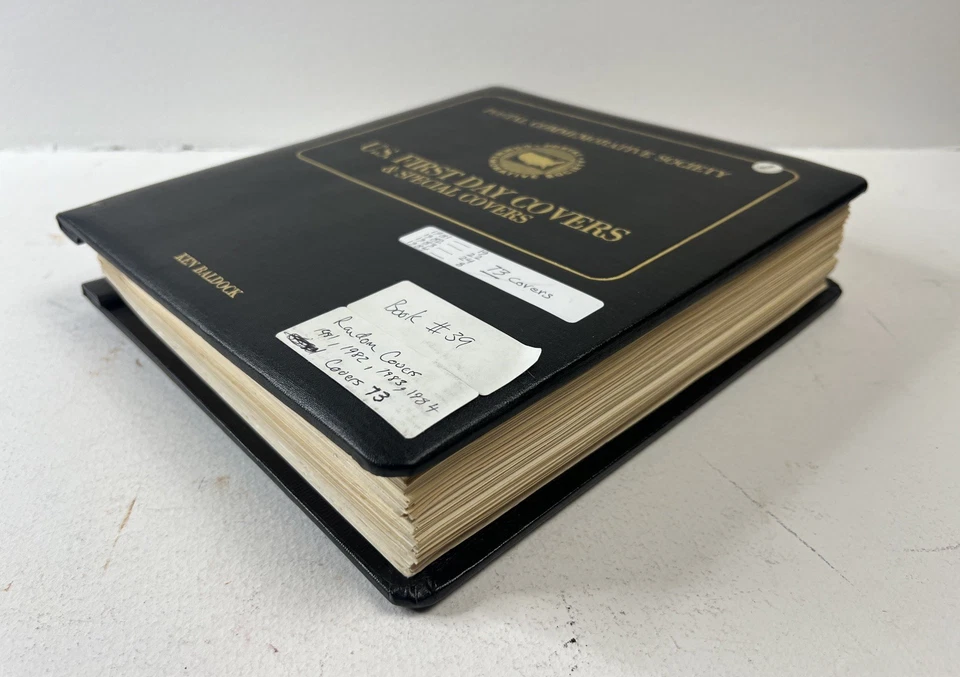 POSTAL COMMEMORATIVE SOCIETY
U.S. FIRST DAY COVERS
& SPECIAL COVERS
73 covers
KEN BALDOCK
Book #39
Random Covers
1981, 1982, 1983, 1984
Covers 73